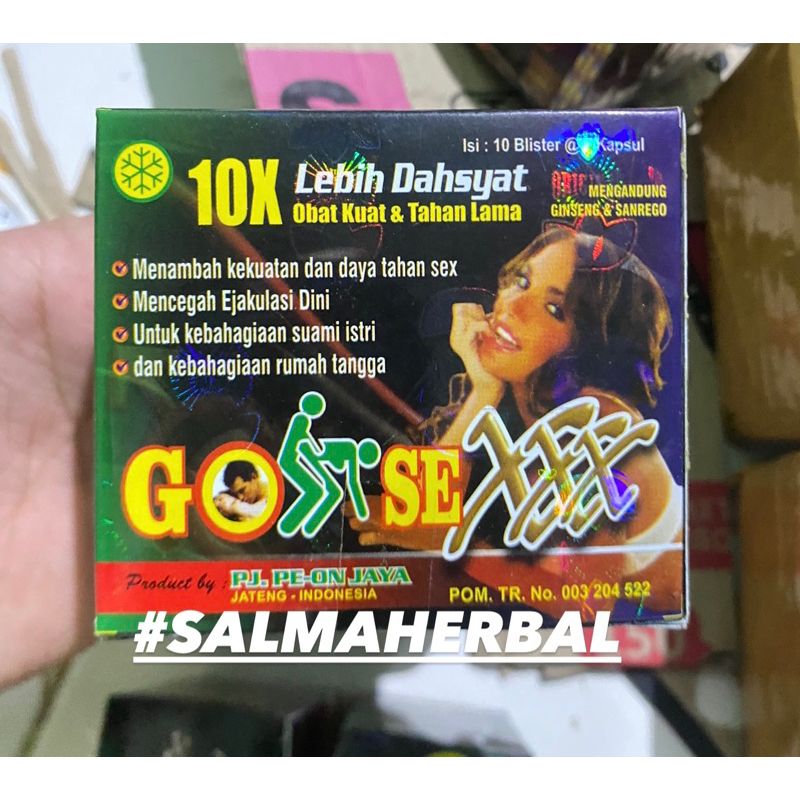 Isi : 10 Blister @ Kapsul
10X Lebih Dahsyat
Obat Kuat & Tahan Lama
MENGANDUNG
GINSENG & SANREGO
Menambah kekuatan dan daya tahan sex
Mencegah Ejakulasi Dini
Untuk kebahagiaan suami istri
dan kebahagiaan rumah tangga
GO SE
Product by : PJ. PE-ON JAYA
JATENG - INDONESIA
POM. TR. No. 003 204 522
#SALMAHERBAL